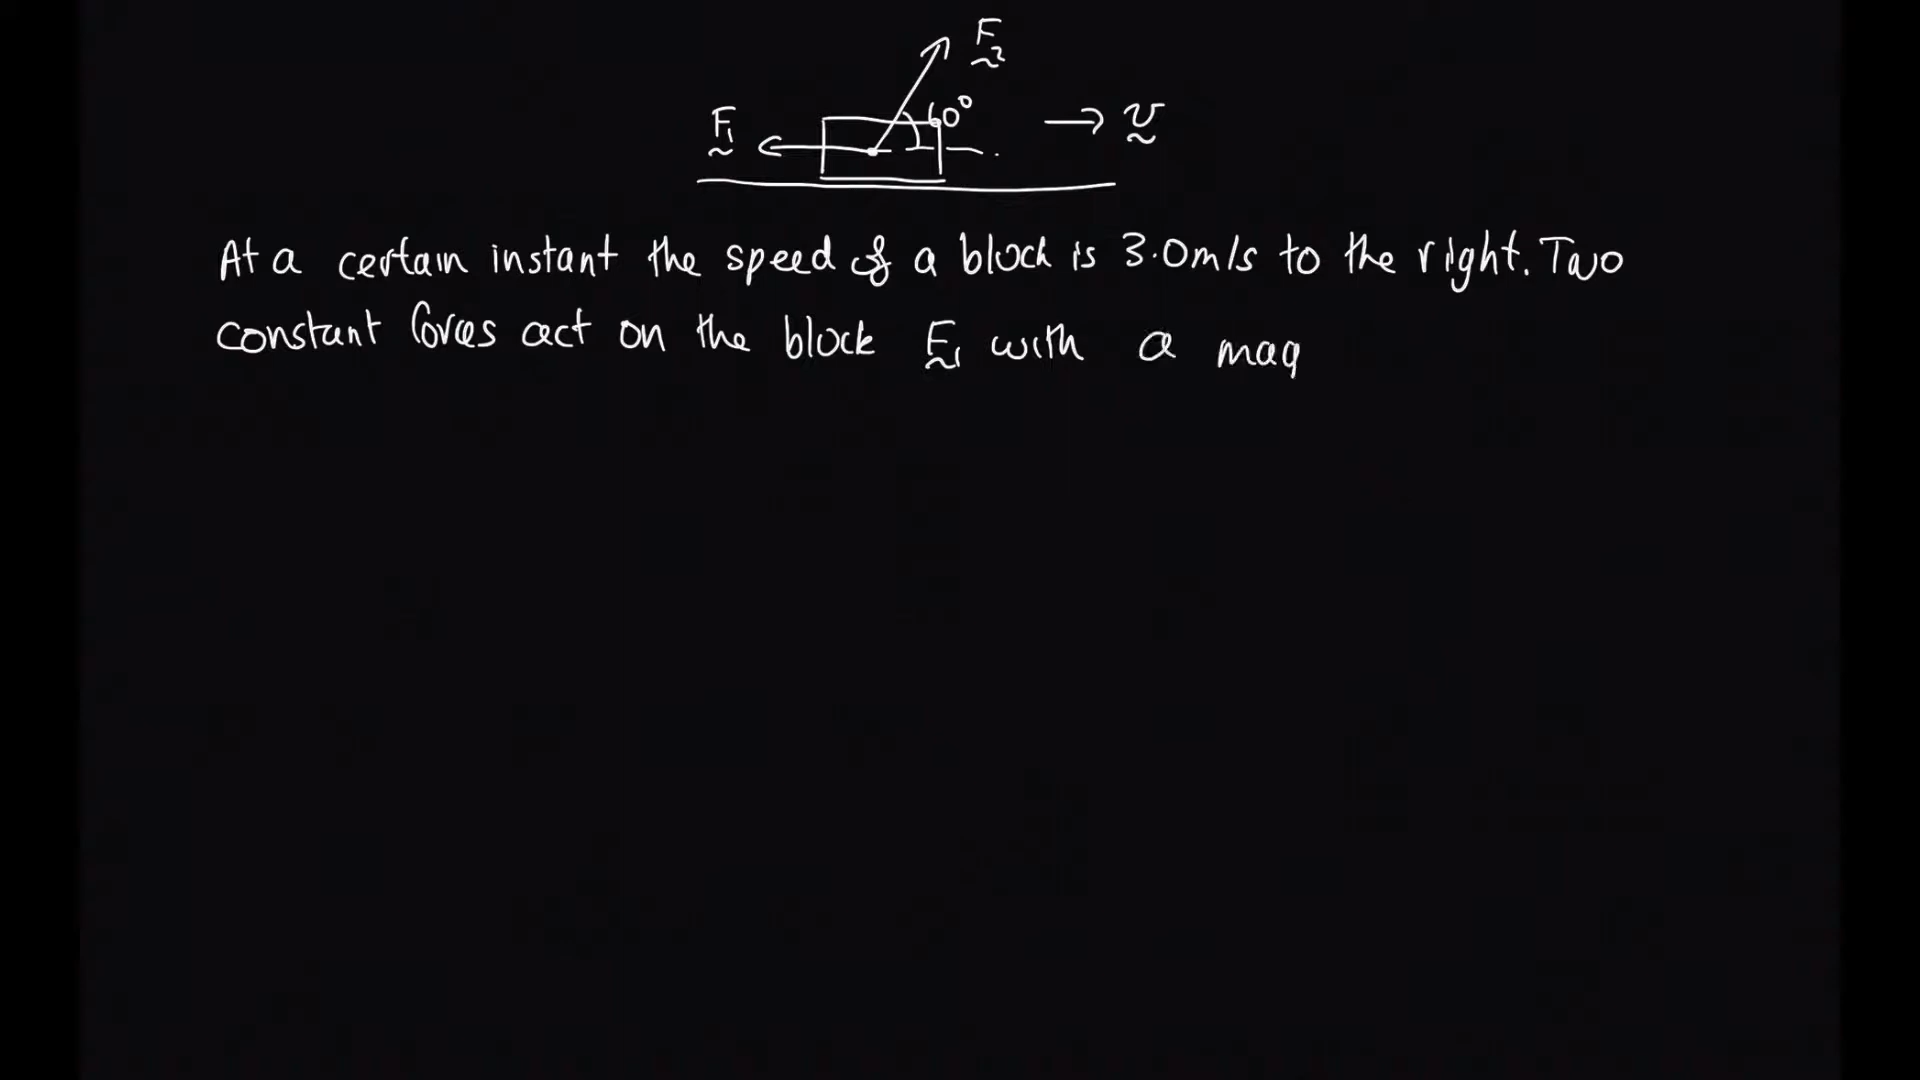 F₂
60°
F₁
v
At a certain instant the speed of a block is 3.0m/s to the right. Two
constant forces act on the block F₁ with a mag